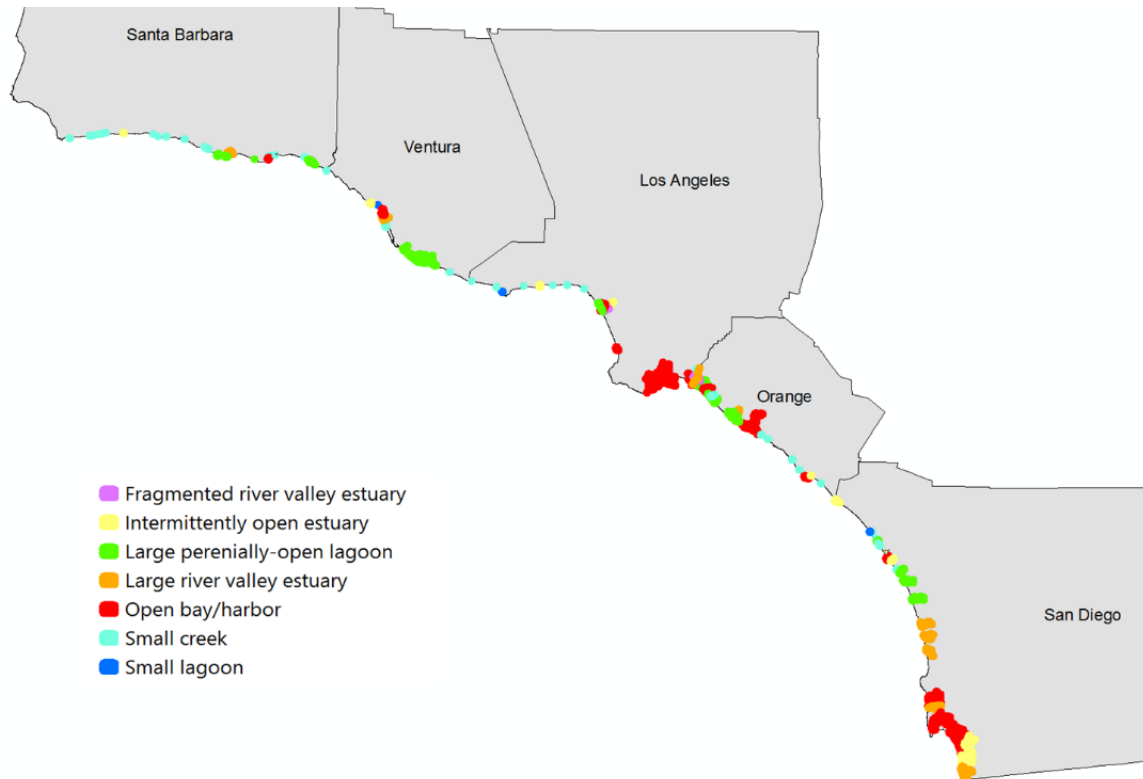 Santa Barbara
Ventura
Los Angeles
Orange
San Diego
Fragmented river valley estuary
Intermittently open estuary
Large perenially-open lagoon
Large river valley estuary
Open bay/harbor
Small creek
Small lagoon